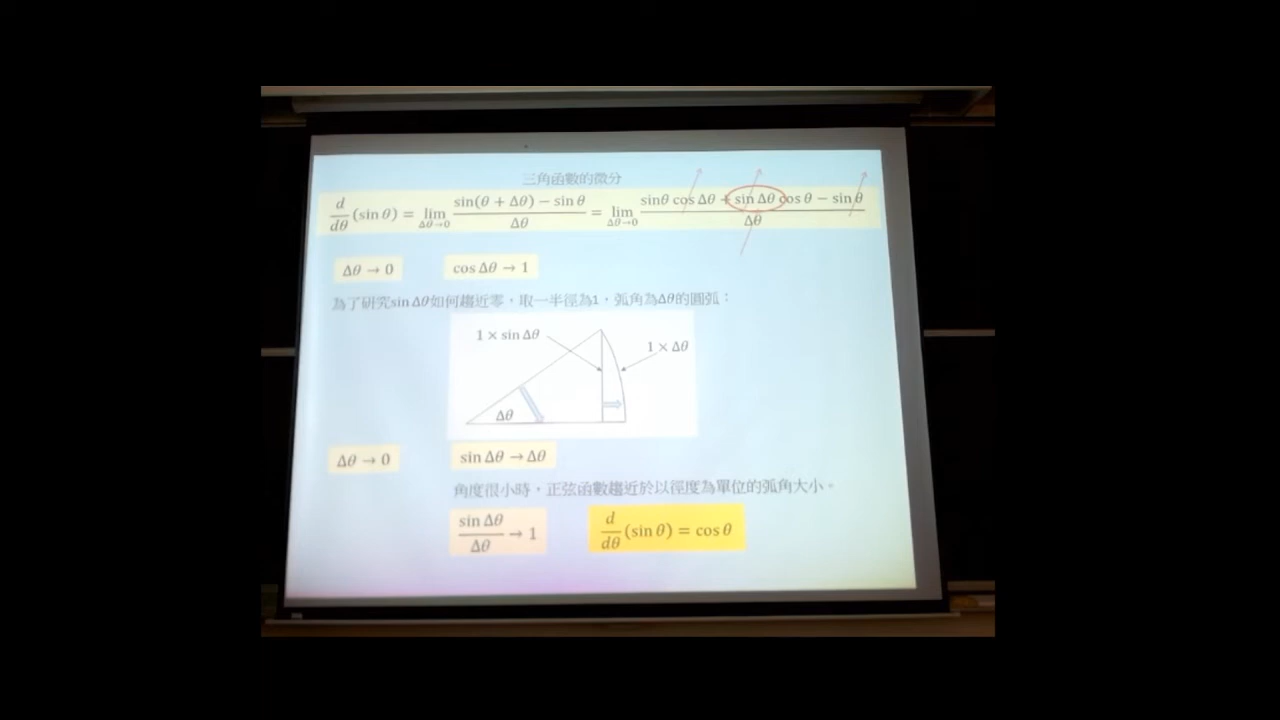 三角函數的微分
d/dθ (sin θ) = lim_{Δθ→0} (sin(θ + Δθ) − sin θ)/Δθ = lim_{Δθ→0} (sinθ cos Δθ + sin Δθ cos θ − sin θ)/Δθ
Δθ → 0 cos Δθ → 1
為了研究sin Δθ如何趨近零，取一半徑為1，弧角為Δθ的圓弧：
1 × sin Δθ
1 × Δθ
Δθ
Δθ → 0 sin Δθ → Δθ
角度很小時，正弦函數趨近於以徑度為單位的弧角大小。
sin Δθ/Δθ → 1 d/dθ (sin θ) = cos θ